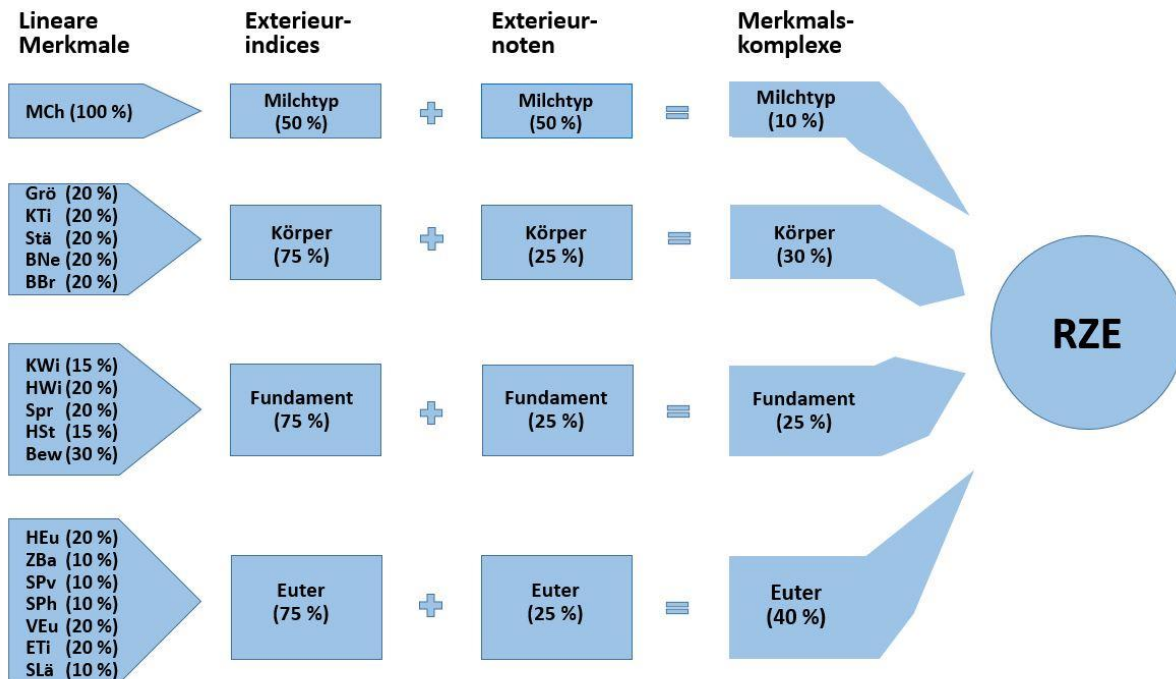 Lineare
Merkmale
Exterieur-
indices
Exterieur-
noten
Merkmals-
komplexe
MCh (100 %)
Milchtyp
(50 %)
+
Milchtyp
(50 %)
=
Milchtyp
(10 %)
Grö (20 %)
KTi (20 %)
Stä (20 %)
BNe (20 %)
BBr (20 %)
Körper
(75 %)
+
Körper
(25 %)
=
Körper
(30 %)
KWi (15 %)
HWi (20 %)
Spr (20 %)
HSt (15 %)
Bew (30 %)
Fundament
(75 %)
+
Fundament
(25 %)
=
Fundament
(25 %)
HEu (20 %)
ZBa (10 %)
SPv (10 %)
SPh (10 %)
VEu (20 %)
ETi (20 %)
SLä (10 %)
Euter
(75 %)
+
Euter
(25 %)
=
Euter
(40 %)
RZE